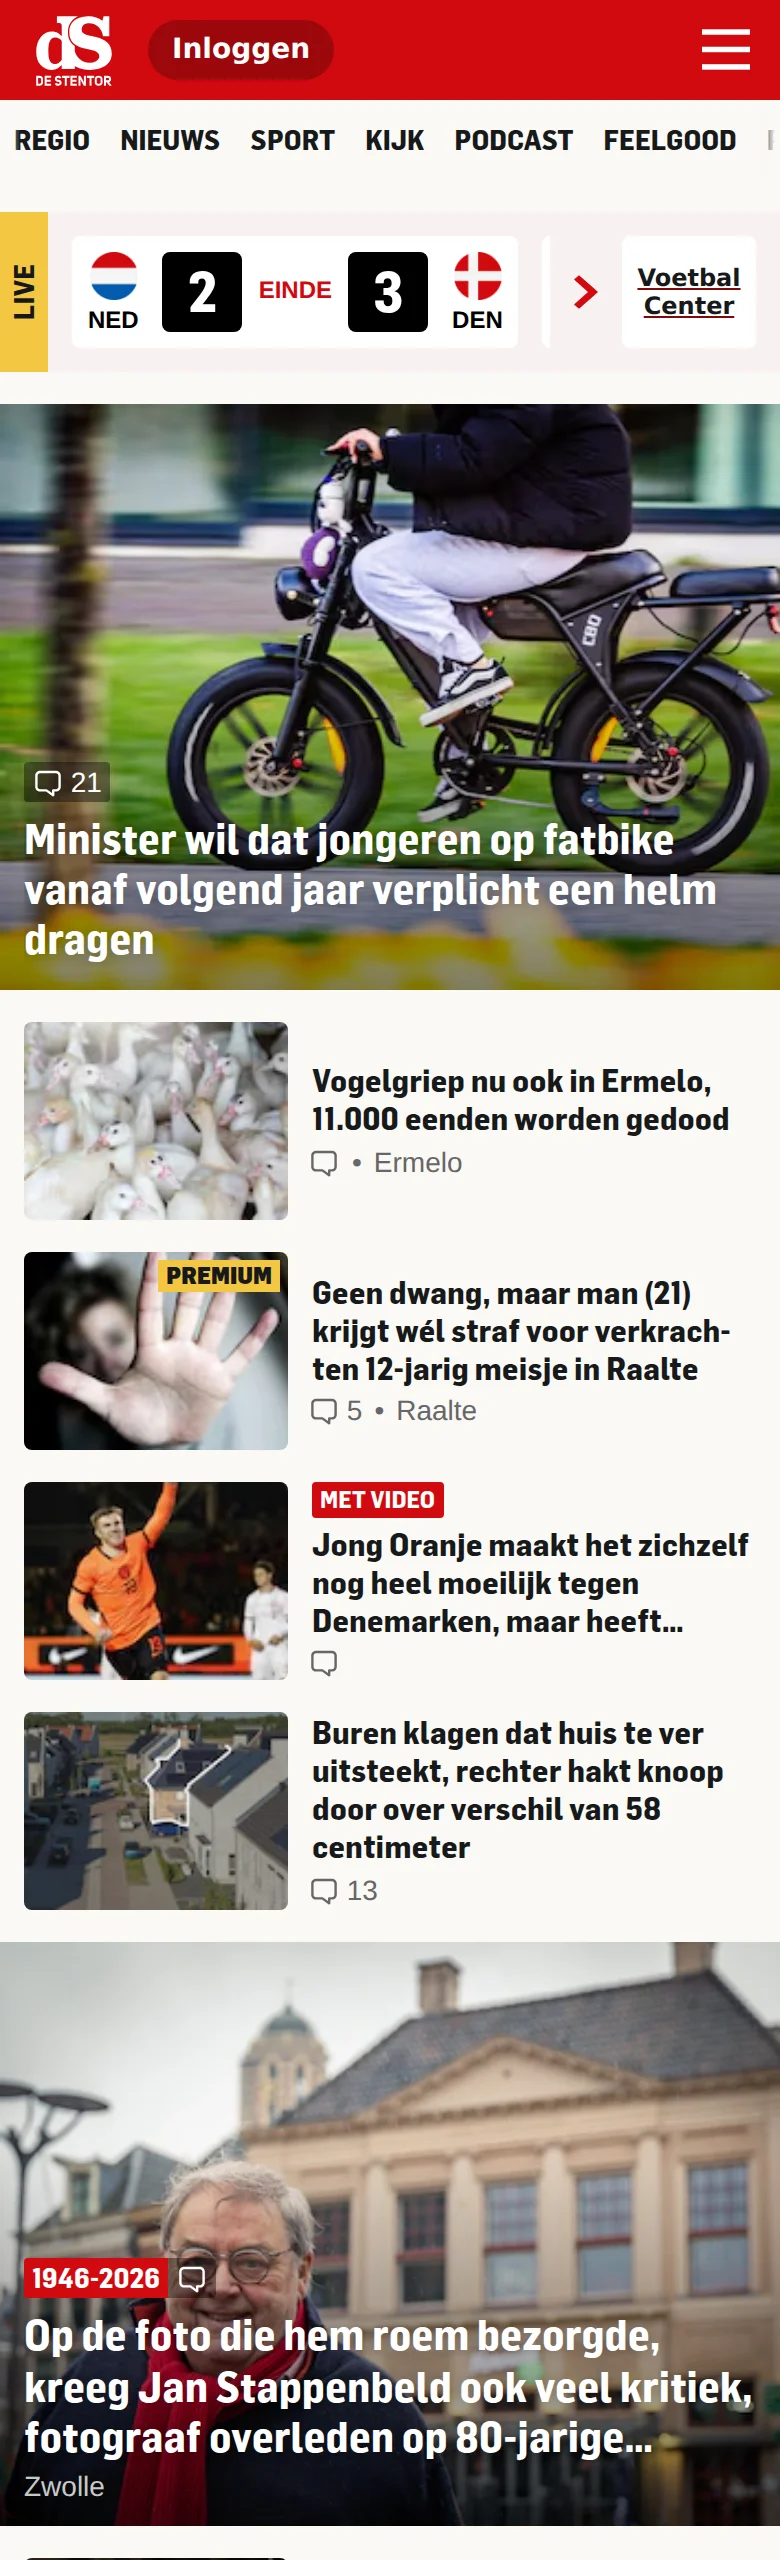 dS
DE STENTOR
Inloggen
REGIO NIEUWS SPORT KIJK PODCAST FEELGOOD
LIVE
NED
2
EINDE
3
DEN
Voetbal
Center
CBO
21
Minister wil dat jongeren op fatbike
vanaf volgend jaar verplicht een helm
dragen
Vogelgriep nu ook in Ermelo,
11.000 eenden worden gedood
• Ermelo
PREMIUM
Geen dwang, maar man (21)
krijgt wél straf voor verkrach-
ten 12-jarig meisje in Raalte
5 • Raalte
MET VIDEO
Jong Oranje maakt het zichzelf
nog heel moeilijk tegen
Denemarken, maar heeft...
Buren klagen dat huis te ver
uitsteekt, rechter hakt knoop
door over verschil van 58
centimeter
13
1946-2026
Op de foto die hem roem bezorgde,
kreeg Jan Stappenbeld ook veel kritiek,
fotograaf overleden op 80-jarige...
Zwolle